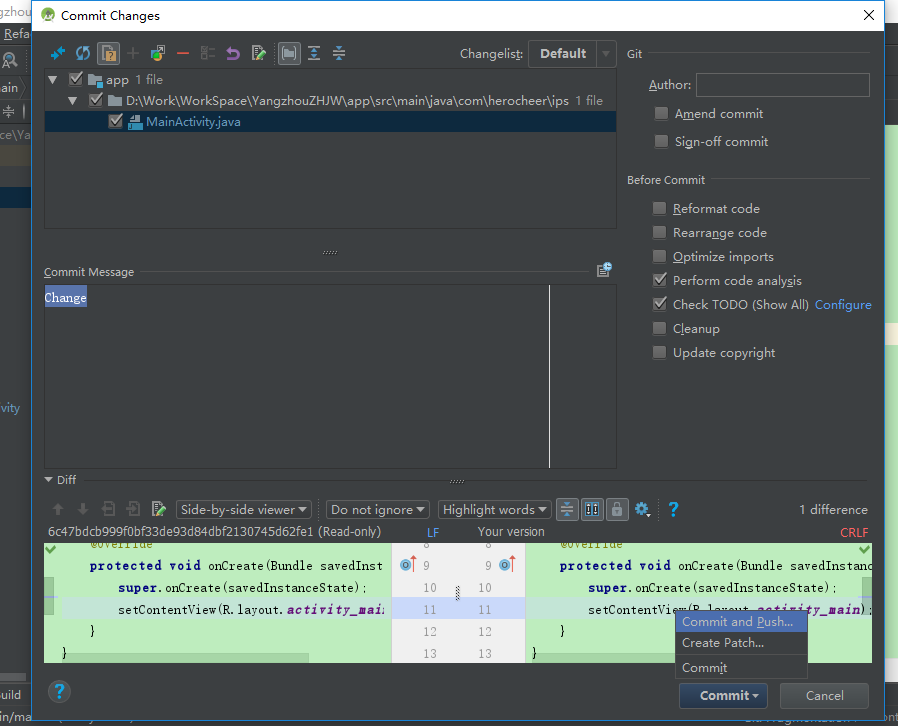 Commit Changes
Refa
Changelist: Default
Git
app 1 file
D:\Work\WorkSpace\YangzhouZHJW\app\src\main\java\com\herocheer\ips 1 file
MainActivity.java
Author:
Amend commit
Sign-off commit
Before Commit
Reformat code
Rearrange code
Optimize imports
Perform code analysis
Check TODO (Show All) Configure
Cleanup
Update copyright
Commit Message
Change
Diff
Side-by-side viewer
Do not ignore
Highlight words
?
1 difference
6c47bdcb999f0bf33de93d84dbf2130745d62fe1 (Read-only)
LF
Your version
CRLF
@Override 8 8 @Override
protected void onCreate(Bundle savedInst 9 9 protected void onCreate(Bundle savedInstanc
super.onCreate(savedInstanceState); 10 10 super.onCreate(savedInstanceState);
setContentView(R.layout.activity_mai 11 11 setContentView(R.layout.activity_main);
} 12 12 }
} 13 13 }
Commit and Push...
Create Patch...
Commit
?
Commit
Cancel